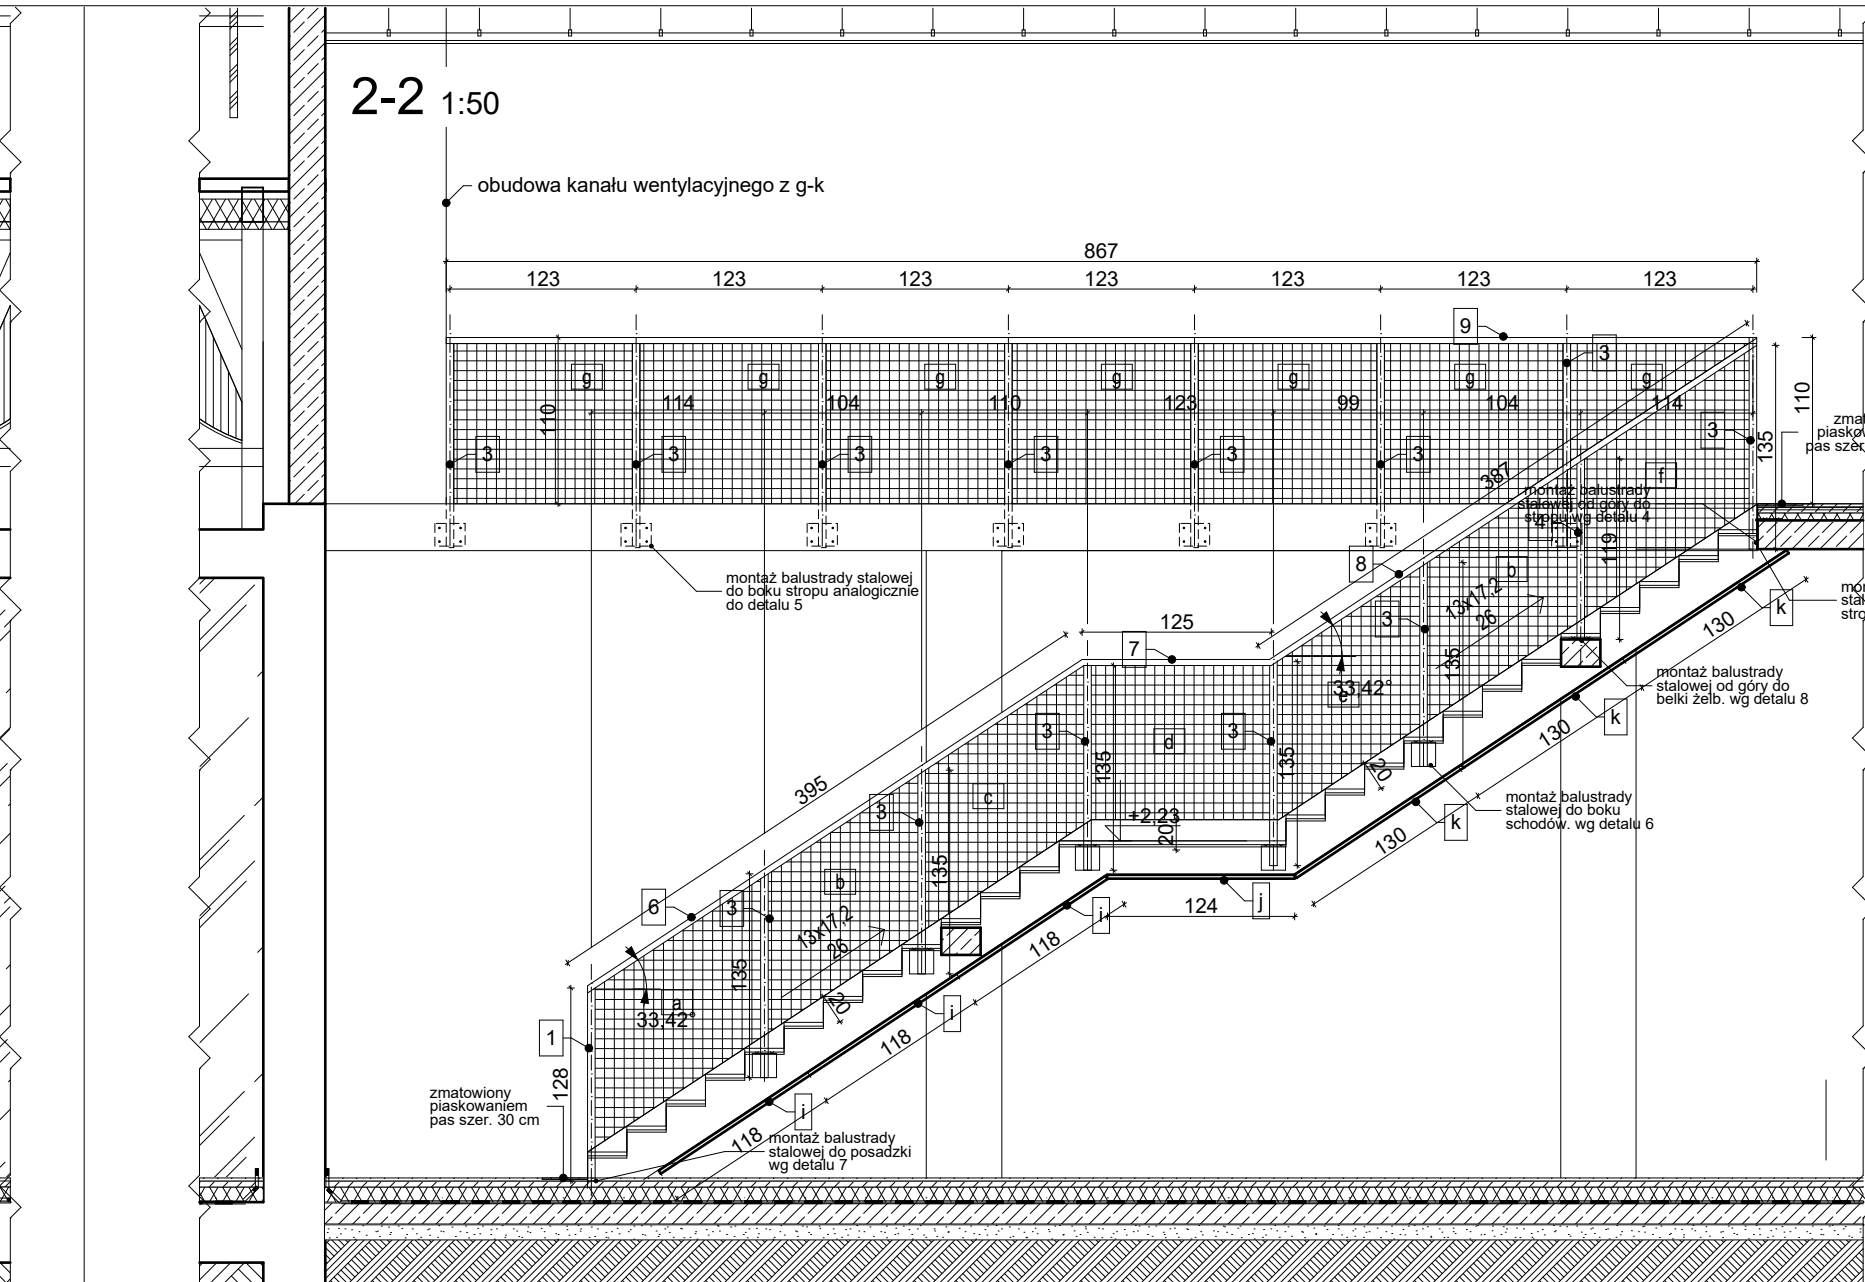 2-2 1:50
obudowa kanału wentylacyjnego z g-k
867
123 123 123 123 123 123 123
9
3
g g g g g g g
110
114 104 110 123 99 104 114
110
135
3 3 3 3 3 3 3
387
f
montaż balustrady
stalowej od góry do
stropu wg detalu 4
4
119
8
b
13x17,2
26
k
130
montaż balustrady stalowej
do boku stropu analogicznie
do detalu 5
125
7
3
135
33,42°
e
montaż balustrady
stalowej od góry do
belki żelb. wg detalu 8
k
130
3
d
3
135
135
20
395
c
3
+2,23
20
montaż balustrady
stalowej do boku
schodów. wg detalu 6
k
130
135
b
6
3
13x17,2
26
124
j
i
118
135
a
33,42°
20
1
i
118
128
zmatowiony
piaskowaniem
pas szer. 30 cm
i
118
montaż balustrady
stalowej do posadzki
wg detalu 7
pas szer